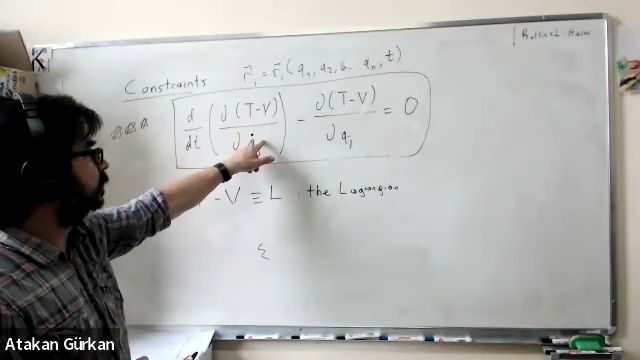 Constraints r⃗ᵢ = r⃗ᵢ(q₁, q₂, ... qₙ, t)
d/dt (∂(T-V)/∂q̇ⱼ) - ∂(T-V)/∂qⱼ = 0
-V ≡ L : the Lagrangian
Σ
Atakan Gürkan